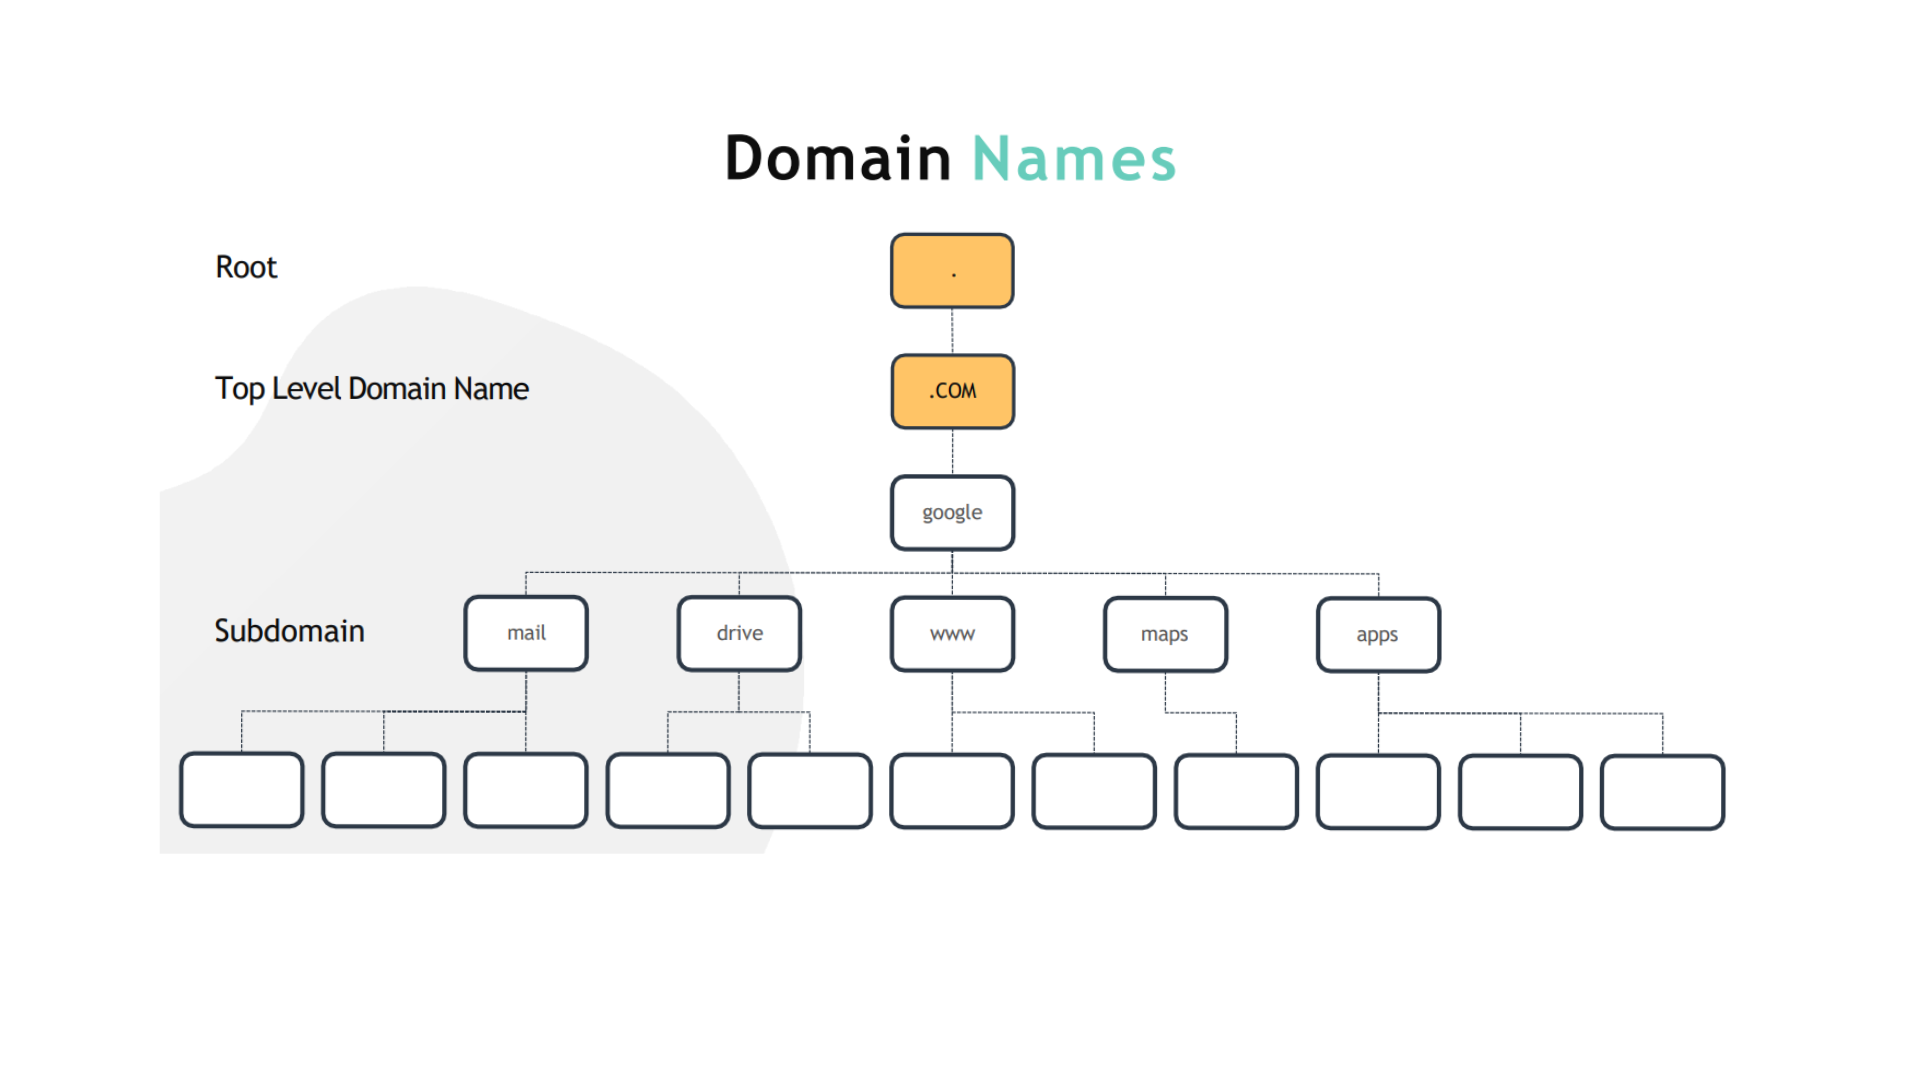 Domain Names
Root
.
Top Level Domain Name
.COM
google
Subdomain
mail
drive
www
maps
apps